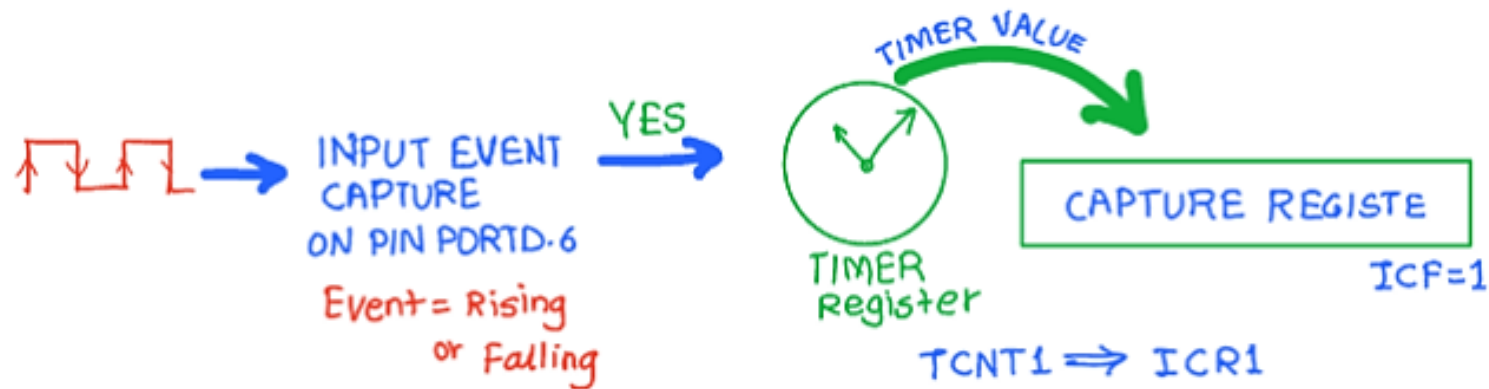 INPUT EVENT
CAPTURE
ON PIN PORTD.6
Event = Rising
or Falling
YES
TIMER VALUE
TIMER
Register
CAPTURE REGISTE
ICF=1
TCNT1 ⇒ ICR1